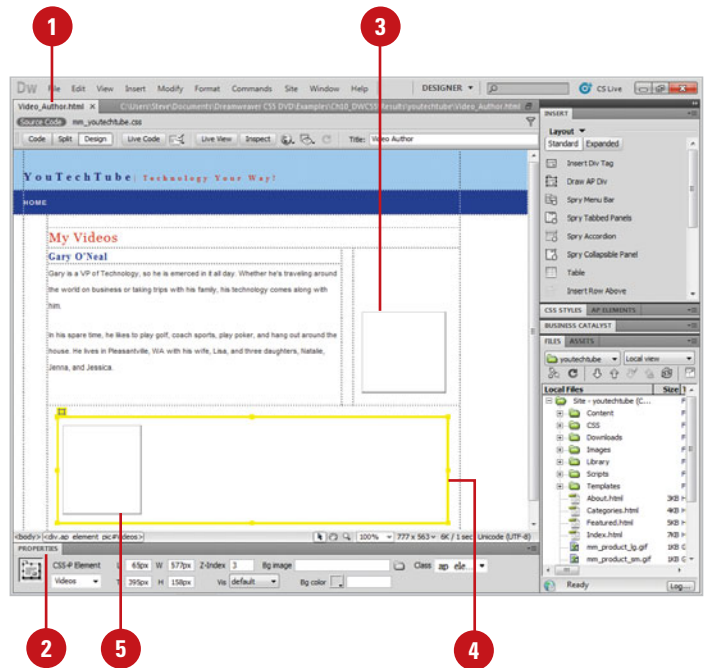 1
3
DW File Edit View Insert Modify Format Commands Site Window Help DESIGNER CS Live
Video_Author.html × C:\Users\Steve\Documents\Dreamweaver CS5 DVD\Examples\Ch10_DWCS5\Results\youtechtube\Video_Author.html
Source Code mm_youtechtube.css
Code Split Design Live Code Live View Inspect Title: Video Author
YouTechTube| Technology Your Way!
HOME
My Videos
Gary O'Neal
Gary is a VP of Technology, so he is emerced in it all day. Whether he's traveling around
the world on business or taking trips with his family, his technology comes along with
him.
In his spare time, he likes to play golf, coach sports, play poker, and hang out around the
house. He lives in Pleasantville, WA with his wife, Lisa, and three daughters, Natalie,
Jenna, and Jessica.
<body> <div.ap_element_pic#videos> 100% 777 x 563 6K / 1 sec Unicode (UTF-8)
INSERT
Layout
Standard Expanded
Insert Div Tag
Draw AP Div
Spry Menu Bar
Spry Tabbed Panels
Spry Accordion
Spry Collapsible Panel
Table
Insert Row Above
CSS STYLES AP ELEMENTS
BUSINESS CATALYST
FILES ASSETS
youtechtube Local view
Local Files Size
Site - youtechtube (C...
Content F
CSS F
Downloads F
Images F
Library F
Scripts F
Templates F
About.html 3KB
Categories.html 4KB
Featured.html 5KB
Index.html 7KB
mm_product_lg.gif 1KB
mm_product_sm.gif 1KB
Ready Log...
PROPERTIES
CSS-P Element L 65px W 577px Z-Index 3 Bg image Class ap_ele...
Videos T 395px H 158px Vis default Bg color
2
5
4